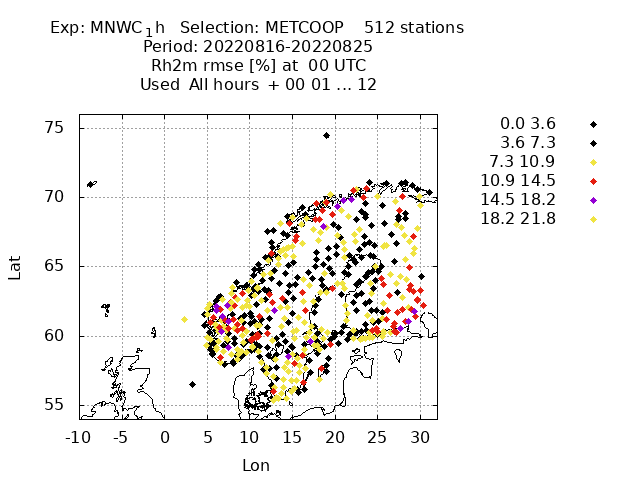 Exp: MNWC1h Selection: METCOOP 512 stations
Period: 20220816-20220825
Rh2m rmse [%] at 00 UTC
Used All hours + 00 01 ... 12
75
70
65
60
55
Lat
-10 -5 0 5 10 15 20 25 30
Lon
0.0 3.6
3.6 7.3
7.3 10.9
10.9 14.5
14.5 18.2
18.2 21.8